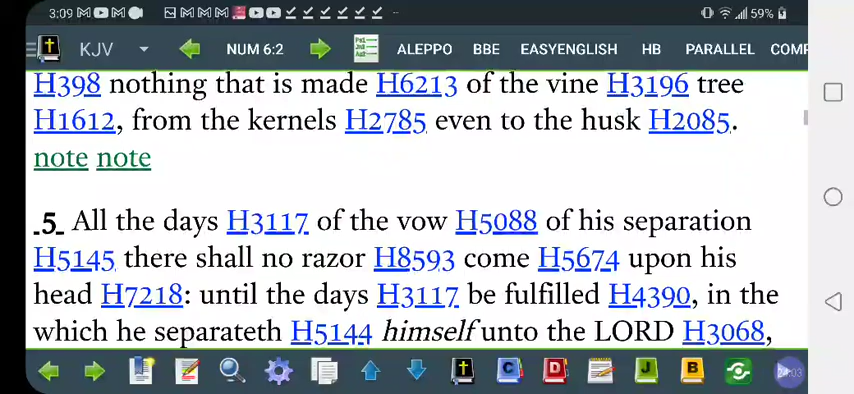 3:09 59%
KJV NUM 6:2 ALEPPO BBE EASYENGLISH HB PARALLEL COMP
H398 nothing that is made H6213 of the vine H3196 tree
H1612, from the kernels H2785 even to the husk H2085.
note note
5 All the days H3117 of the vow H5088 of his separation
H5145 there shall no razor H8593 come H5674 upon his
head H7218: until the days H3117 be fulfilled H4390, in the
which he separateth H5144 himself unto the LORD H3068,
C D J B